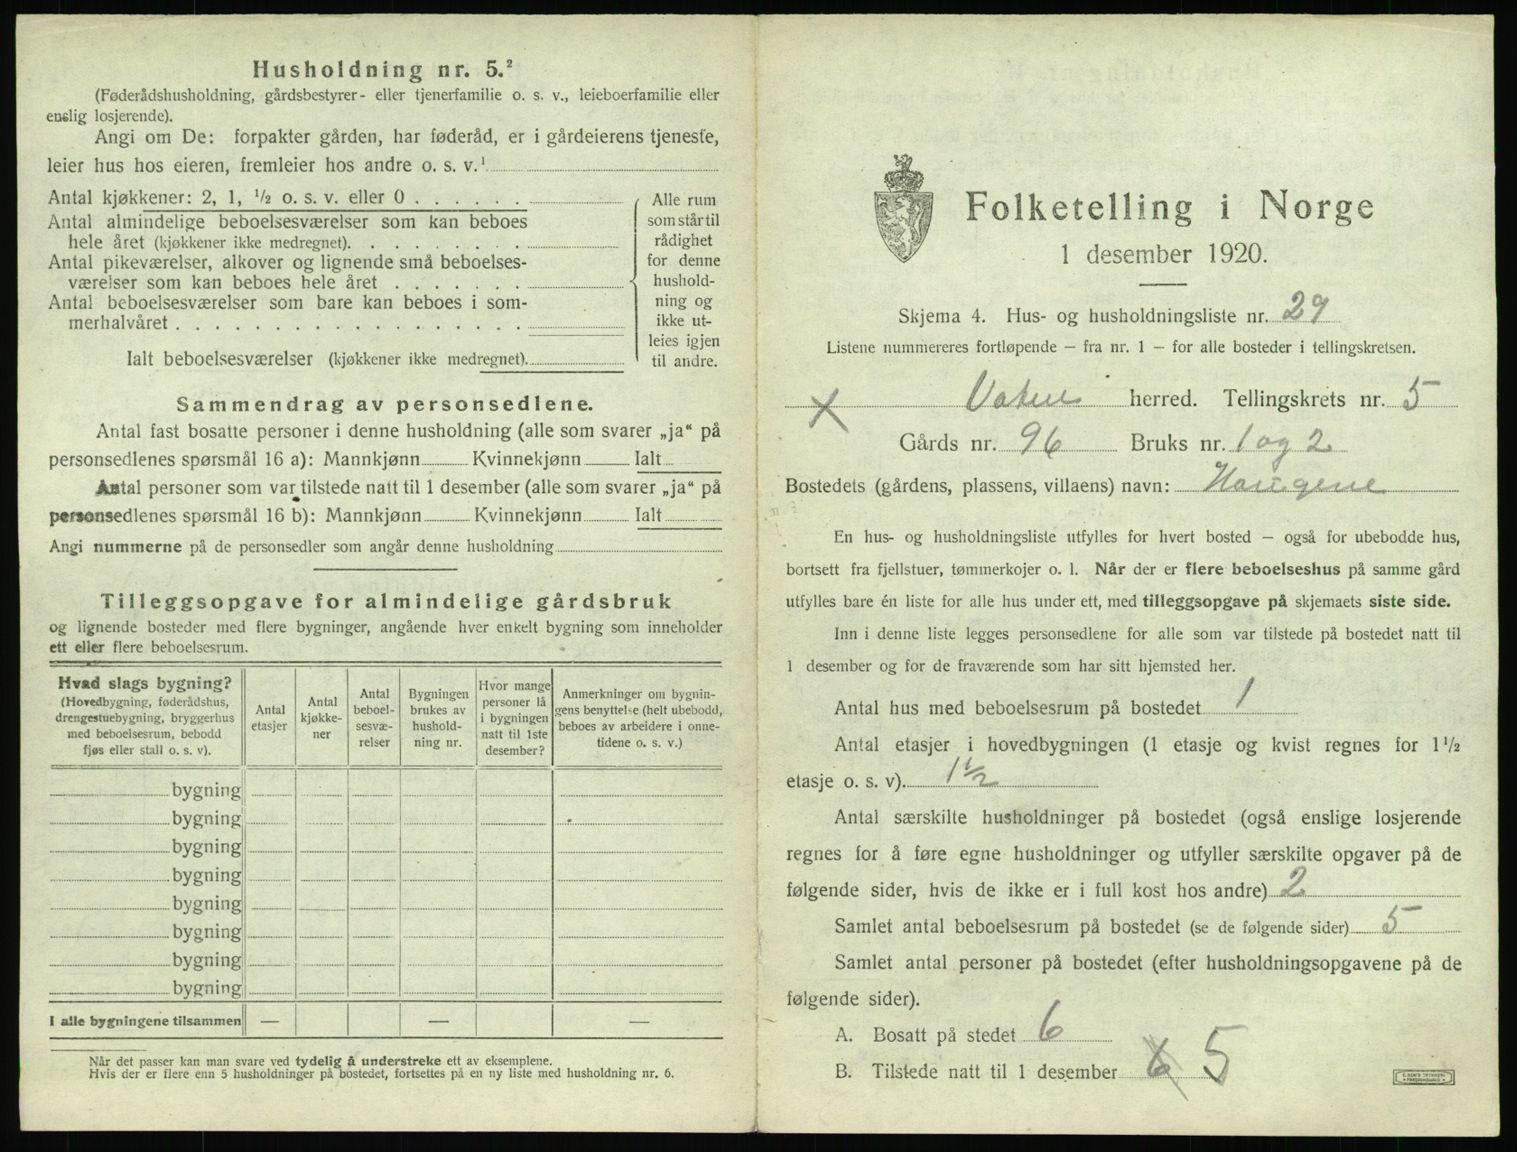 Husholdning nr. 5.²
(Føderådshusholdning, gårdsbestyrer- eller tjenerfamilie o. s. v., leieboerfamilie eller
enslig losjerende).
Angi om De: forpakter gården, har føderåd, er i gårdeierens tjeneste,
leier hus hos eieren, fremleier hos andre o. s. v.¹
Antal kjøkkener: 2, 1, ½ o. s. v. eller 0 . . . . . .
Antal almindelige beboelsesværelser som kan beboes
hele året (kjøkkener ikke medregnet). . . . . . . . .
Antal pikeværelser, alkover og lignende små beboelses-
værelser som kan beboes hele året . . . . . . .
Antal beboelsesværelser som bare kan beboes i som-
merhalvåret . . . . . . . . . . . . . . . . . .
Ialt beboelsesværelser (kjøkkener ikke medregnet).
Alle rum
som står til
rådighet
for denne
hushold-
ning og
ikke ut-
leies igjen
til andre.
Sammendrag av personsedlene.
Antal fast bosatte personer i denne husholdning (alle som svarer „ja“ på
personsedlenes spørsmål 16 a): Mannkjønn Kvinnekjønn Ialt
Antal personer som var tilstede natt til 1 desember (alle som svarer „ja“ på
personsedlenes spørsmål 16 b): Mannkjønn Kvinnekjønn Ialt
Angi nummerne på de personsedler som angår denne husholdning
Tilleggsopgave for almindelige gårdsbruk
og lignende bosteder med flere bygninger, angående hver enkelt bygning som inneholder
ett eller flere beboelsesrum.
Hvad slags bygning?
(Hovedbygning, føderådshus,
drengestuebygning, bryggerhus
med beboelsesrum, bebodd
fjøs eller stall o. s. v).
Antal
etasjer
Antal
kjøkke-
ner
Antal
beboel-
sesvæ-
relser
Bygningen
brukes av
hushold-
ning nr.
Hvor mange
personer lå
i bygningen
natt til 1ste
desember?
Anmerkninger om bygnin-
gens benyttelse (helt ubebodd,
beboes av arbeidere i onne-
tidene o. s. v.)
bygning
bygning
bygning
bygning
bygning
bygning
bygning
bygning
I alle bygningene tilsammen — — —
Når det passer kan man svare ved tydelig å understreke ett av eksemplene.
Hvis der er flere enn 5 husholdninger på bostedet, fortsettes på en ny liste med husholdning nr. 6.
Folketelling i Norge
1 desember 1920.
Skjema 4. Hus- og husholdningsliste nr. 29
Listene nummereres fortløpende — fra nr. 1 — for alle bosteder i tellingskretsen.
X herred. Tellingskrets nr. 5
Gårds nr. 96 Bruks nr. 1 og 2
Bostedets (gårdens, plassens, villaens) navn: Haugene
En hus- og husholdningsliste utfylles for hvert bosted — også for ubebodde hus,
bortsett fra fjellstuer, tømmerkojer o. l. Når der er flere beboelseshus på samme gård
utfylles bare én liste for alle hus under ett, med tilleggsopgave på skjemaets siste side.
Inn i denne liste legges personsedlene for alle som var tilstede på bostedet natt til
1 desember og for de fraværende som har sitt hjemsted her.
Antal hus med beboelsesrum på bostedet 1
Antal etasjer i hovedbygningen (1 etasje og kvist regnes for 1½
etasje o. s. v). 1½
Antal særskilte husholdninger på bostedet (også enslige losjerende
regnes for å føre egne husholdninger og utfyller særskilte opgaver på de
følgende sider, hvis de ikke er i full kost hos andre) 2
Samlet antal beboelsesrum på bostedet (se de følgende sider) 5
Samlet antal personer på bostedet (efter husholdningsopgavene på de
følgende sider).
A. Bosatt på stedet 6
B. Tilstede natt til 1 desember 6 5